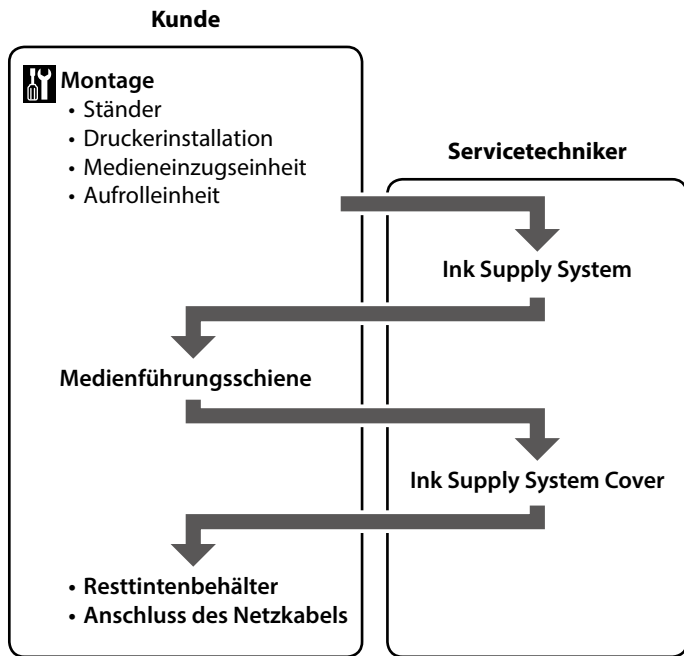 Kunde
Montage
• Ständer
• Druckerinstallation
• Medieneinzugseinheit
• Aufrolleinheit
Servicetechniker
Ink Supply System
Medienführungsschiene
Ink Supply System Cover
• Resttintenbehälter
• Anschluss des Netzkabels